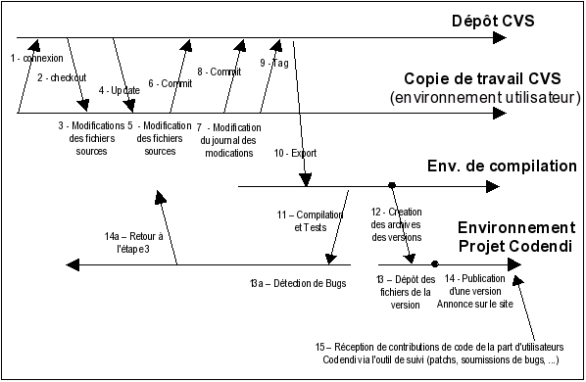 Dépôt CVS
1 - connexion
2 - checkout
4 - Update
6 - Commit
8 - Commit
9 - Tag
Copie de travail CVS
(environnement utilisateur)
3 - Modifications
des fichiers
sources
5 - Modification
des fichiers
sources
7 - Modification
du journal des
modications
10 - Export
Env. de compilation
11 – Compilation
et Tests
12 - Création
des archives
des versions
Environnement
Projet Codendi
14a – Retour à
l'étape 3
13a – Détection de Bugs
13 – Dépôt des
fichiers de la
version
14 - Publication
d'une version
Annonce sur le site
15 – Réception de contributions de code de la part d'utilisateurs
Codendi via l'outil de suivi (patchs, soumissions de bugs, ...)